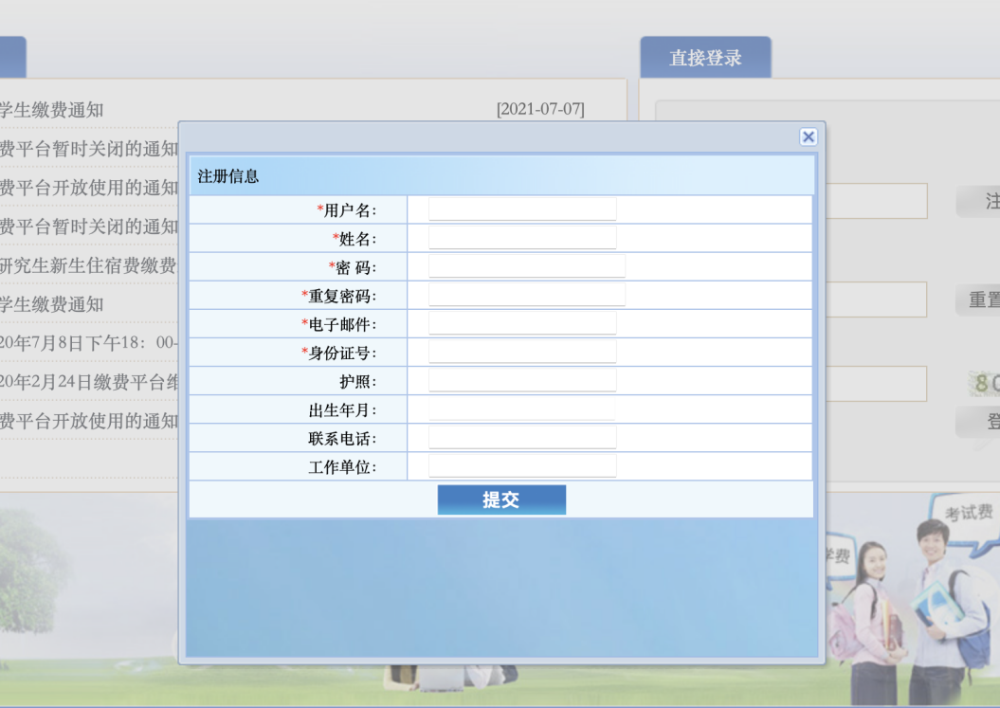 直接登录
学生缴费通知
[2021-07-07]
费平台暂时关闭的通知
费平台开放使用的通知
费平台暂时关闭的通知
研究生新生住宿费缴费
学生缴费通知
20年7月8日下午18：00-
20年2月24日缴费平台维
费平台开放使用的通知
注册信息
*用户名:
*姓名:
*密 码:
*重复密码:
*电子邮件:
*身份证号:
护照:
出生年月:
联系电话:
工作单位:
提交
注
重置
80
登
考试费
学费